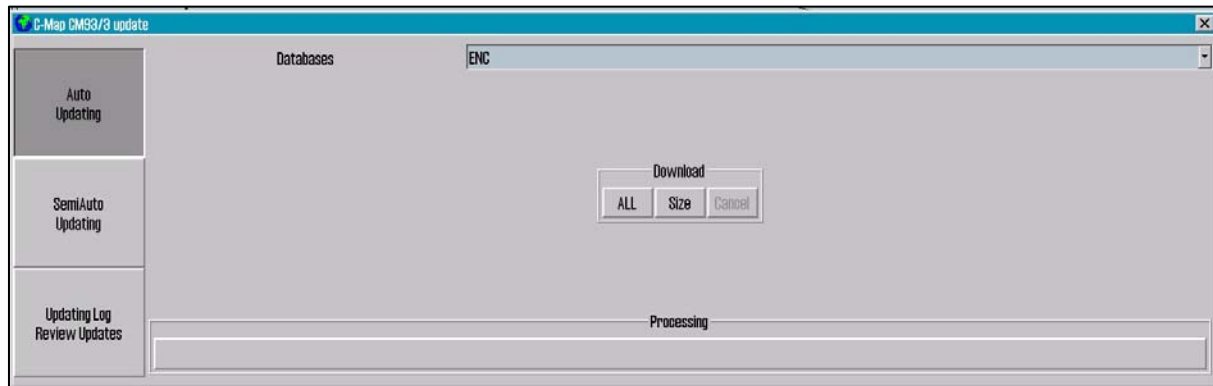 C-Map CM93/3 update
Databases
ENC
Auto
Updating
SemiAuto
Updating
Updating Log
Review Updates
Download
ALL
Size
Cancel
Processing